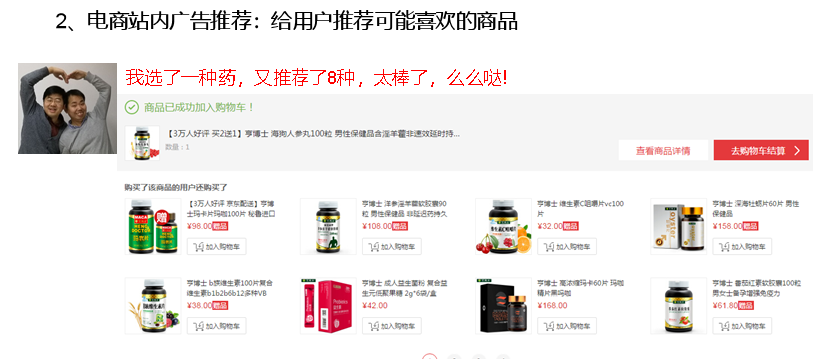 2、电商站内广告推荐：给用户推荐可能喜欢的商品
我选了一种药，又推荐了8种，太棒了，么么哒!
商品已成功加入购物车！
【3万人好评 买2送1】亨博士 海狗人参丸100粒 男性保健品含淫羊藿非速效延时持...
数量：1
查看商品详情
去购物车结算 >
购买了该商品的用户还购买了
【3万人好评 京东配送】亨博
士玛卡片玛咖100片 秘鲁进口
¥98.00 赠品
加入购物车
亨博士 洋参淫羊藿软胶囊90
粒 男性保健品 非延迟药持久
¥108.00 赠品
加入购物车
亨博士 维生素C咀嚼片vc100
片
¥32.00 赠品
加入购物车
亨博士 深海牡蛎片60片 男性
保健品
¥158.00 赠品
加入购物车
亨博士 b族维生素100片复合
维生素b1b2b6b12多种VB
¥38.00 赠品
加入购物车
亨博士 成人益生菌粉 复合益
生元低聚果糖 2g*6袋/盒
¥42.00
加入购物车
亨博士 高浓缩玛卡60片 玛咖
精片黑玛咖
¥168.00
加入购物车
亨博士 番茄红素软胶囊100粒
男女士备孕增强免疫力
¥61.80 赠品
加入购物车